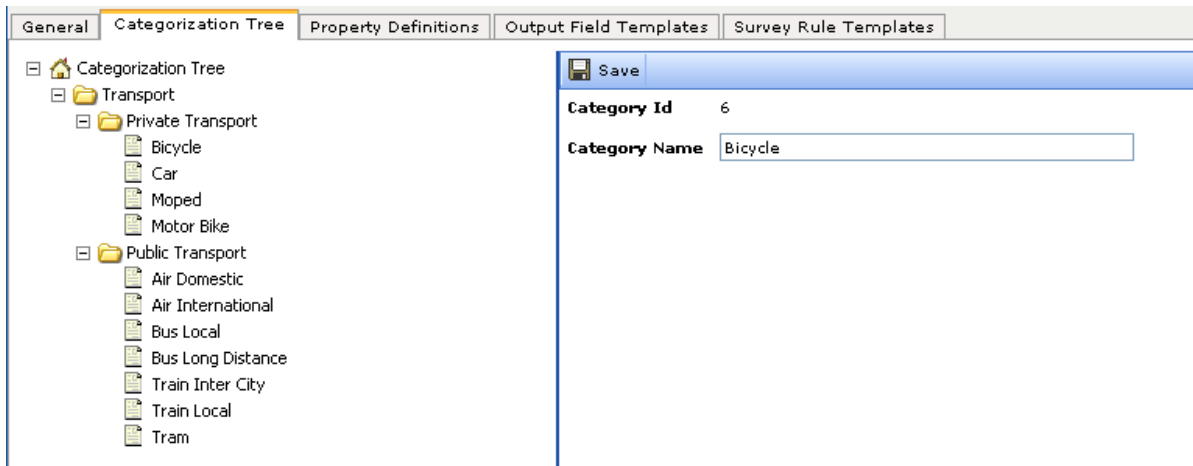 General Categorization Tree Property Definitions Output Field Templates Survey Rule Templates
Categorization Tree
Transport
Private Transport
Bicycle
Car
Moped
Motor Bike
Public Transport
Air Domestic
Air International
Bus Local
Bus Long Distance
Train Inter City
Train Local
Tram
Save
Category Id 6
Category Name Bicycle